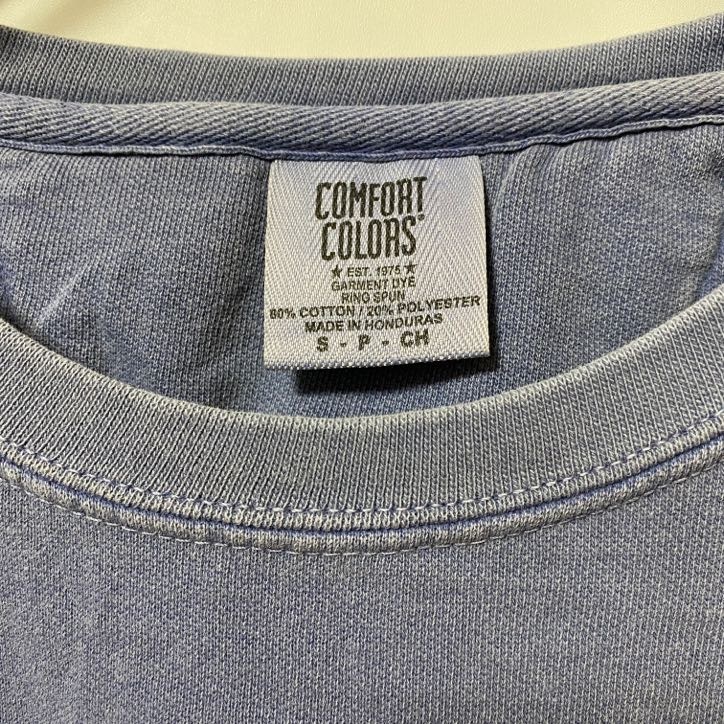 COMFORT
COLORS®
★ EST. 1975 ★
GARMENT DYE
RING SPUN
80% COTTON / 20% POLYESTER
MADE IN HONDURAS
S - P - CH